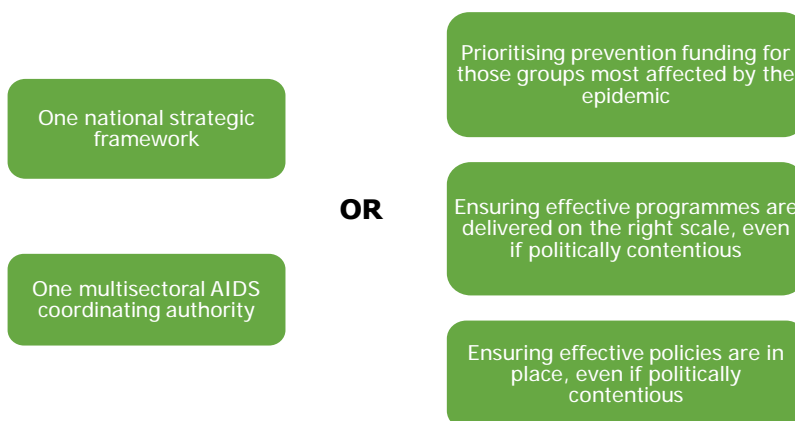 One national strategic
framework
One multisectoral AIDS
coordinating authority
OR
Prioritising prevention funding for
those groups most affected by the
epidemic
Ensuring effective programmes are
delivered on the right scale, even
if politically contentious
Ensuring effective policies are in
place, even if politically
contentious